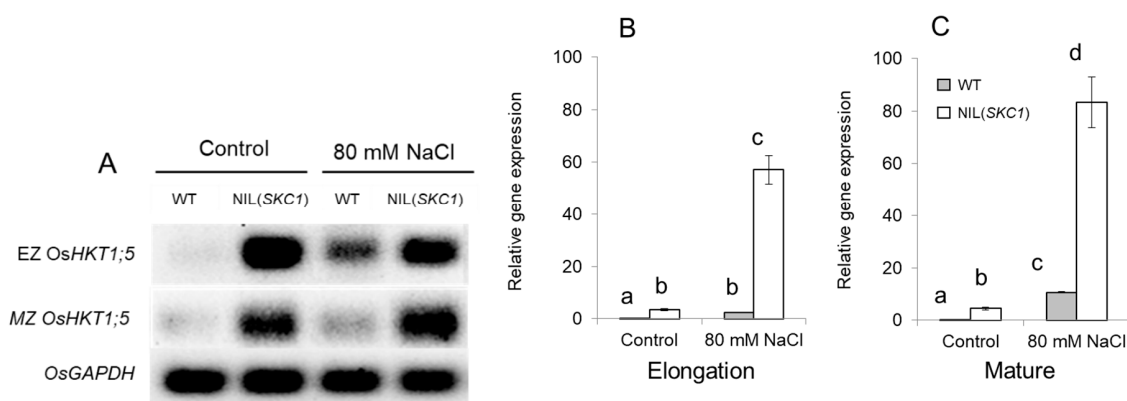 A
Control 80 mM NaCl
WT NIL(SKC1) WT NIL(SKC1)
EZ OsHKT1;5
MZ OsHKT1;5
OsGAPDH
B
Relative gene expression
100
80
60
40
20
0
a b b c
Control 80 mM NaCl
Elongation
C
Relative gene expression
100
80
60
40
20
0
WT
NIL(SKC1)
a b c d
Control 80 mM NaCl
Mature